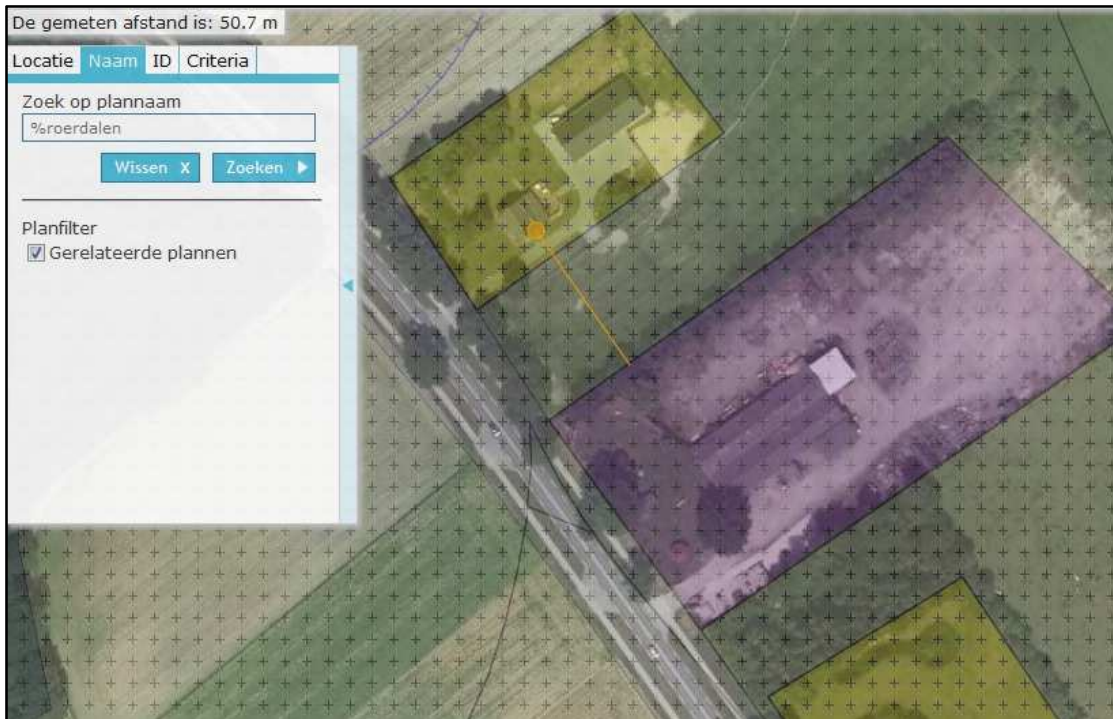 De gemeten afstand is: 50.7 m
Locatie Naam ID Criteria
Zoek op plannaam
%roerdalen
Wissen X Zoeken
Planfilter
Gerelateerde plannen